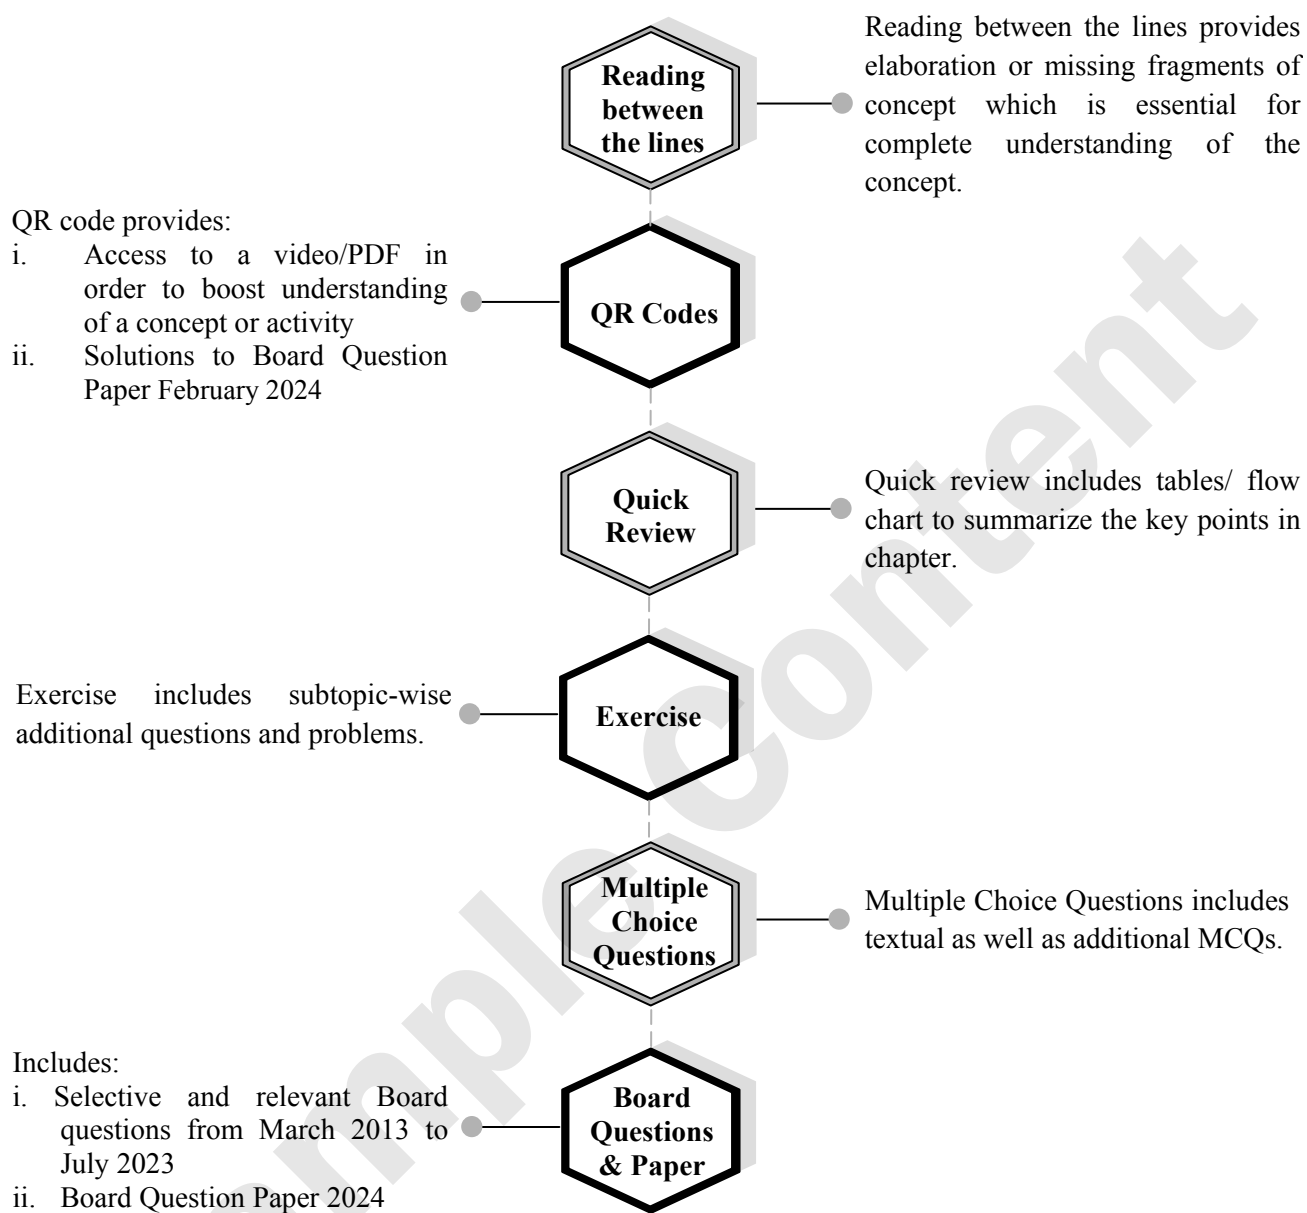 Reading
between
the lines
Reading between the lines provides
elaboration or missing fragments of
concept which is essential for
complete understanding of the
concept.
QR code provides:
i. Access to a video/PDF in
order to boost understanding
of a concept or activity
ii. Solutions to Board Question
Paper February 2024
QR Codes
Quick
Review
Quick review includes tables/ flow
chart to summarize the key points in
chapter.
Exercise includes subtopic-wise
additional questions and problems.
Exercise
Multiple
Choice
Questions
Multiple Choice Questions includes
textual as well as additional MCQs.
Includes:
i. Selective and relevant Board
questions from March 2013 to
July 2023
ii. Board Question Paper 2024
Board
Questions
& Paper
ample Content